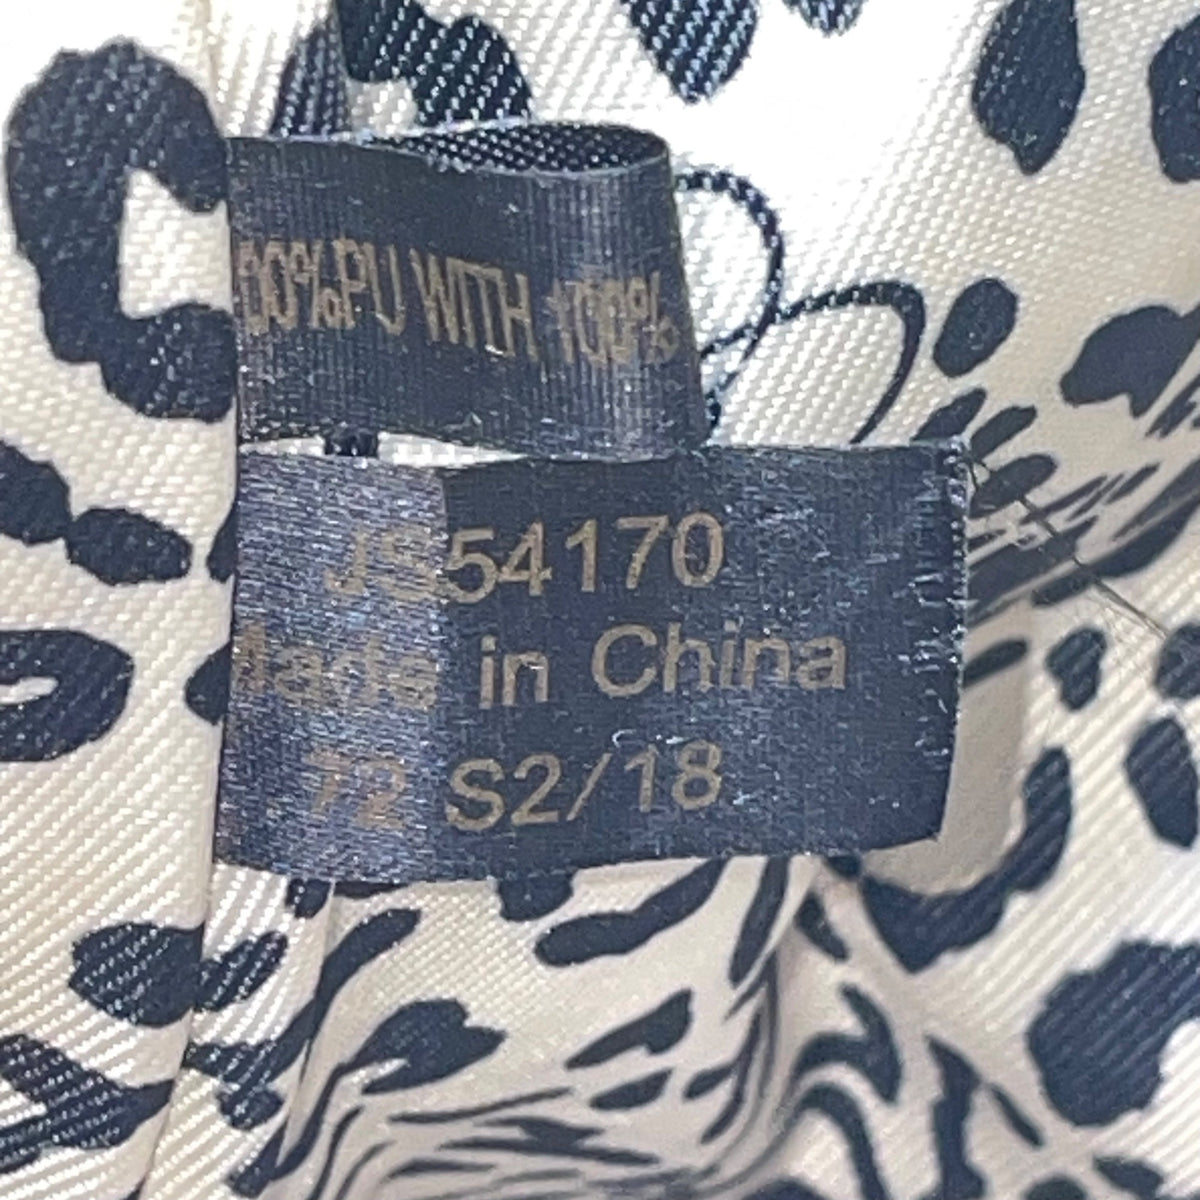 00%PU WITH 100%
JS54170
Made in China
72 S2/18